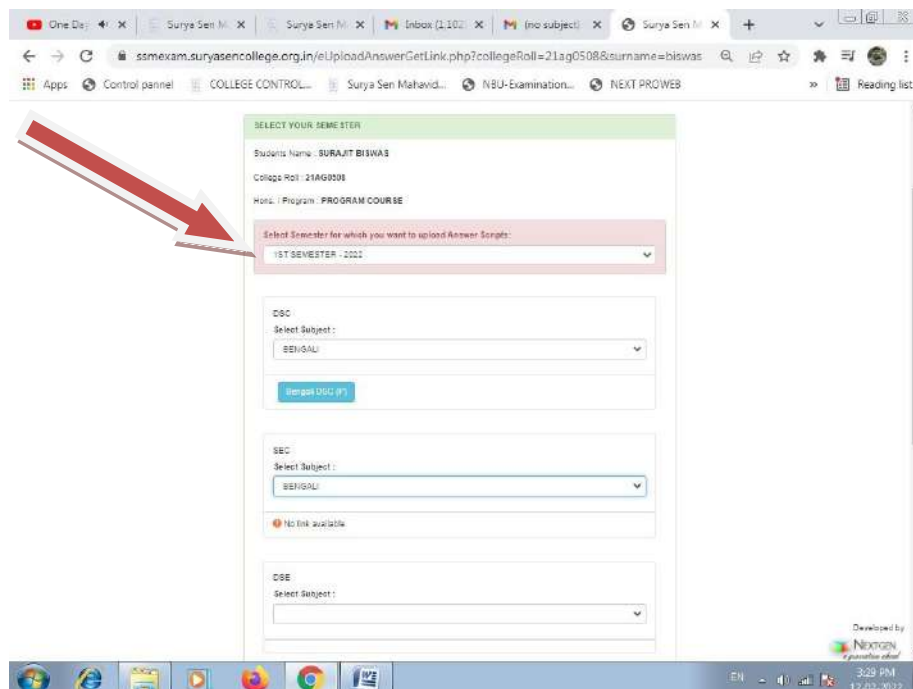 One Day
Surya Sen M
Surya Sen M
Inbox (1,102
(no subject)
Surya Sen M
ssmexam.suryasencollege.org.in/eUploadAnswerGetLink.php?collegeRoll=21ag0508&surname=biswas
Apps
Control pannel
COLLEGE CONTROL...
Surya Sen Mahavid...
NBU-Examination...
NEXT PROWEB
»
Reading list
SELECT YOUR SEMESTER
Students Name : SURAJIT BISWAS
College Roll : 21AG0508
Hons. / Program : PROGRAM COURSE
Select Semester for which you want to upload Answer Scripts:
1ST SEMESTER - 2022
DSC
Select Subject :
BENGALI
Bengali DSC (P)
SEC
Select Subject :
BENGALI
No link available
DSE
Select Subject :
Developed by
NEXTGEN
EN
3:29 PM
12-02-2022